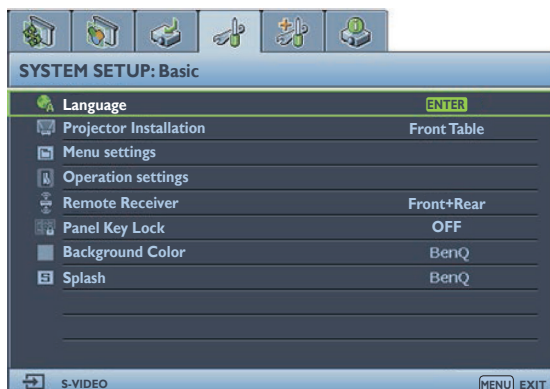 SYSTEM SETUP: Basic
Language ENTER
Projector Installation Front Table
Menu settings
Operation settings
Remote Receiver Front+Rear
Panel Key Lock OFF
Background Color BenQ
Splash BenQ
S-VIDEO MENU EXIT